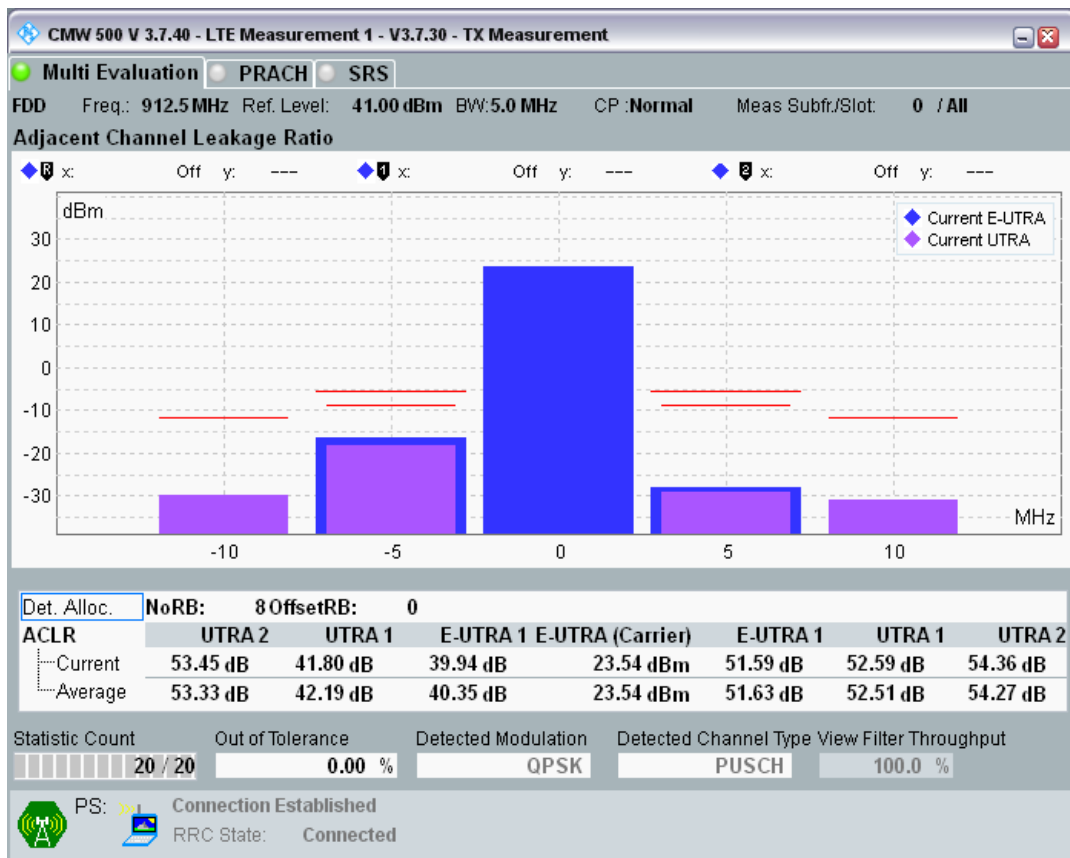 CMW 500 V 3.7.40 - LTE Measurement 1 - V3.7.30 - TX Measurement
Multi Evaluation PRACH SRS
FDD Freq.: 912.5 MHz Ref. Level: 41.00 dBm BW:5.0 MHz CP :Normal Meas Subfr./Slot: 0 / All
Adjacent Channel Leakage Ratio
R x: Off y: --- 1 x: Off y: --- 2 x: Off y: ---
dBm
Current E-UTRA
Current UTRA
30
20
10
0
-10
-20
-30
MHz
-10 -5 0 5 10
Det. Alloc. NoRB: 8 OffsetRB: 0
ACLR UTRA 2 UTRA 1 E-UTRA 1 E-UTRA (Carrier) E-UTRA 1 UTRA 1 UTRA 2
Current 53.45 dB 41.80 dB 39.94 dB 23.54 dBm 51.59 dB 52.59 dB 54.36 dB
Average 53.33 dB 42.19 dB 40.35 dB 23.54 dBm 51.63 dB 52.51 dB 54.27 dB
Statistic Count Out of Tolerance Detected Modulation Detected Channel Type View Filter Throughput
20 / 20 0.00 % QPSK PUSCH 100.0 %
PS: Connection Established
RRC State: Connected